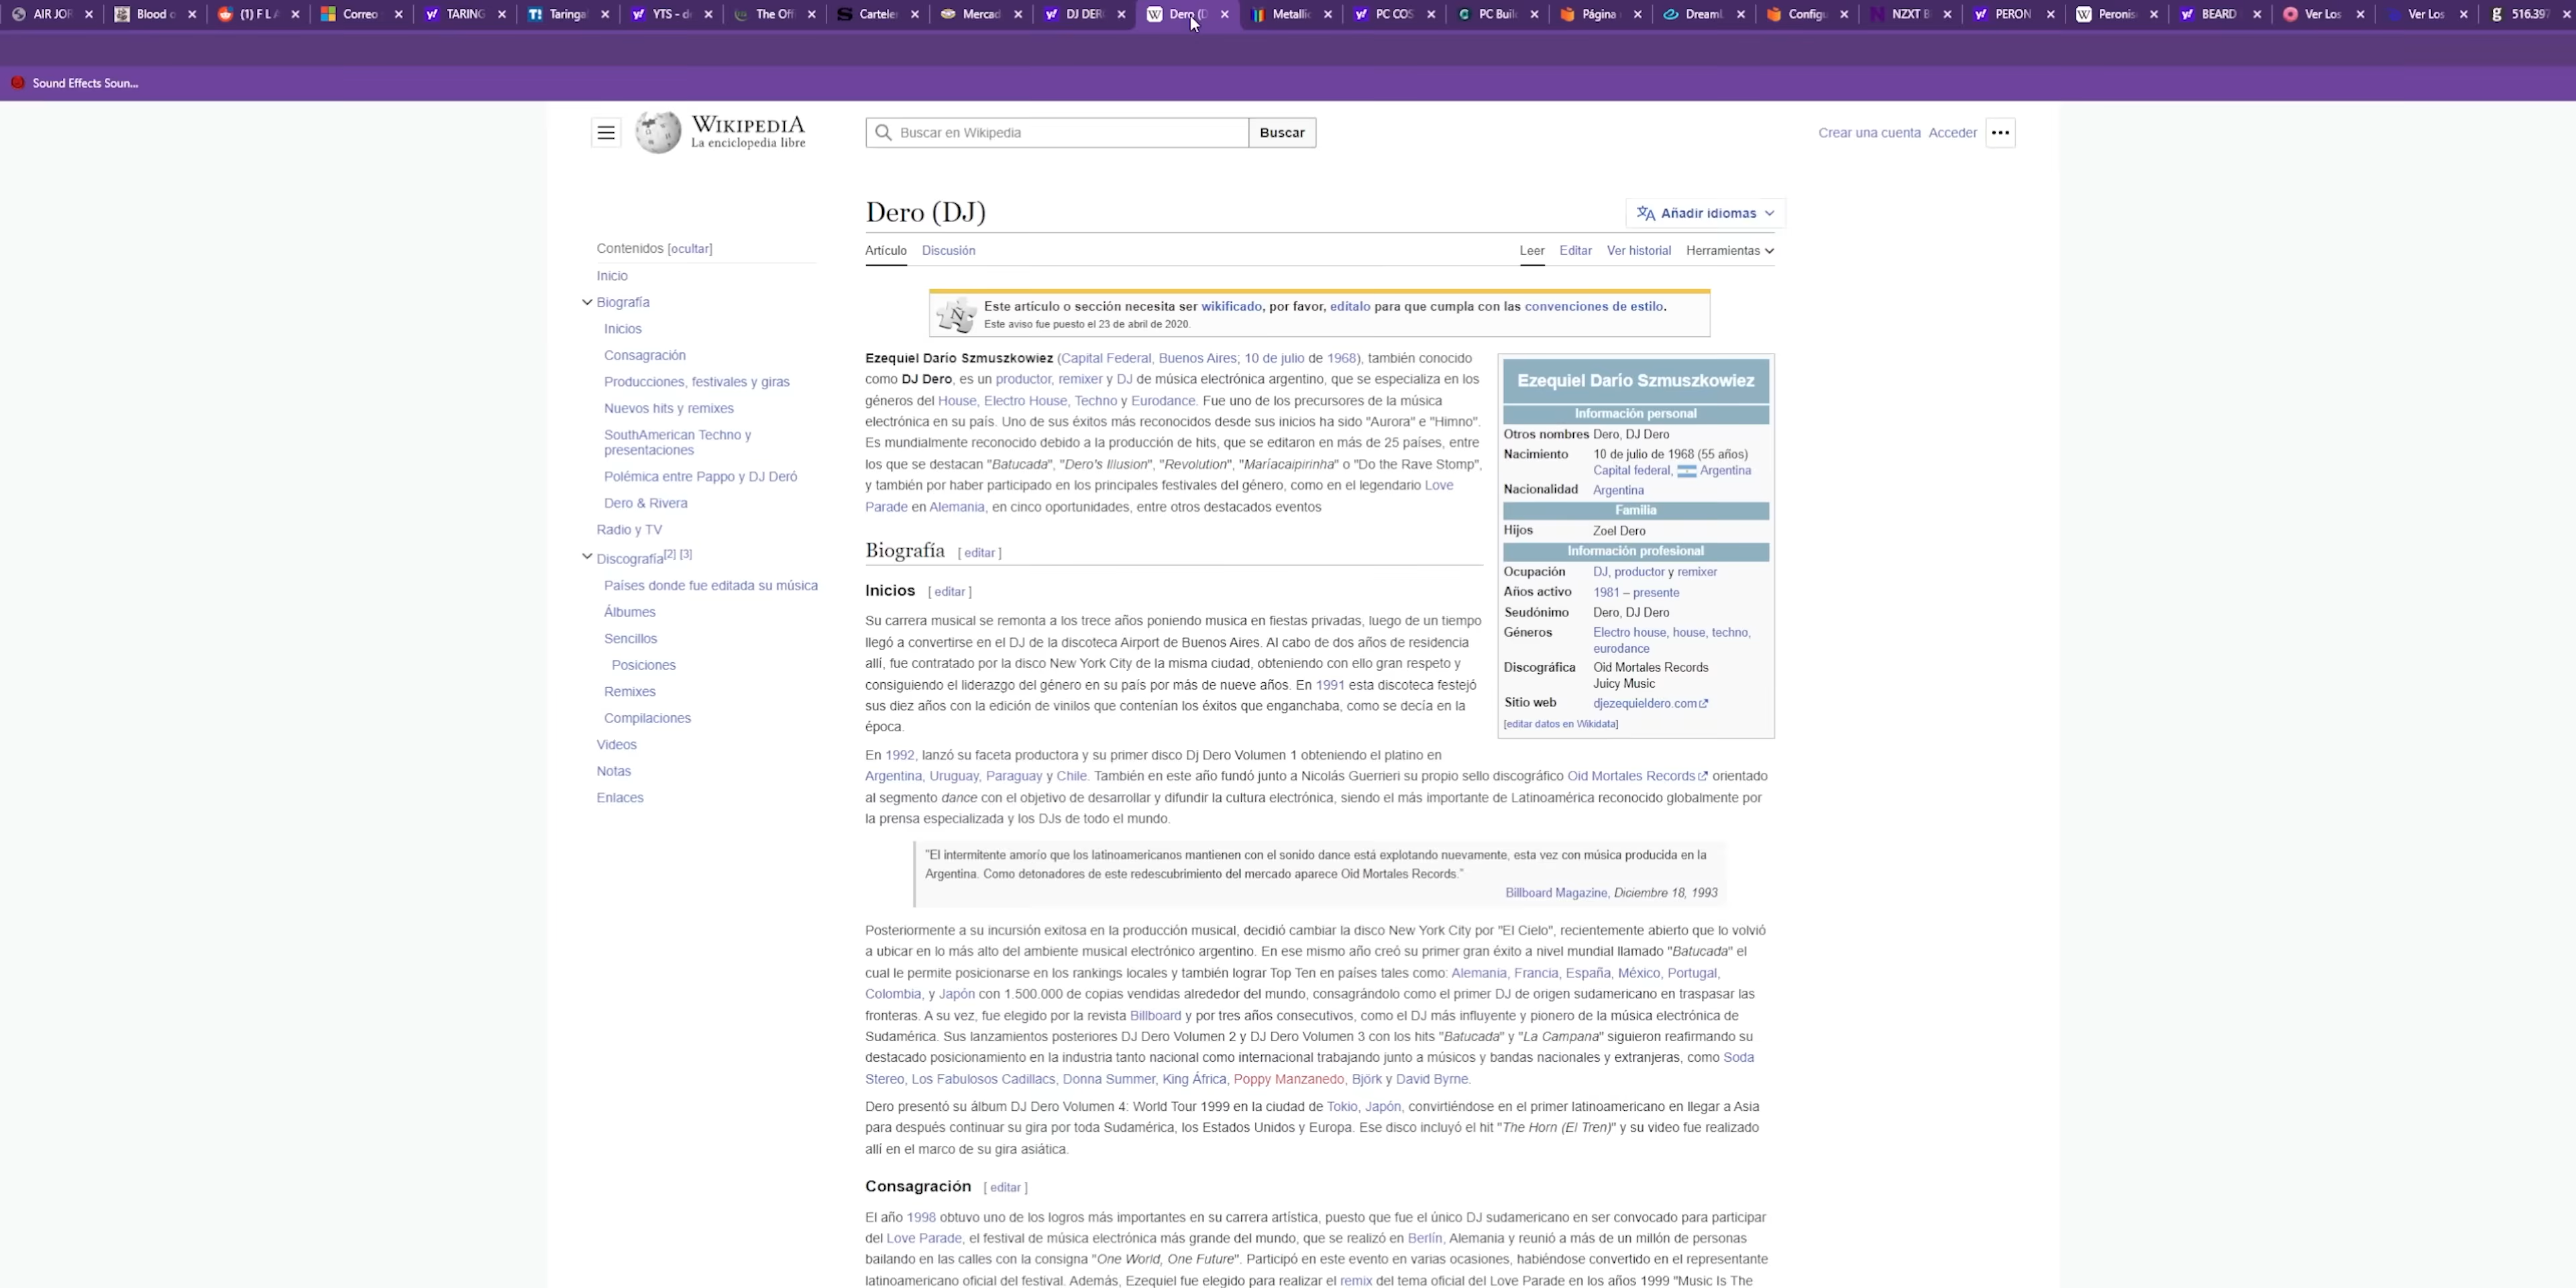 AIR JOR
Blood o
(1) F L A
Correo
TARING
Taringa
YTS - d
The Offi
Cartele
Mercad
DJ DER
Dero (D
Metallic
PC COS
PC Buil
Página
DreamL
Configu
NZXT B
PERON
Peronis
BEARD
Ver Los
Ver Los
516.397
Sound Effects Soun...
WIKIPEDIA
La enciclopedia libre
Buscar en Wikipedia
Buscar
Crear una cuenta Acceder
Dero (DJ)
Añadir idiomas
Artículo Discusión
Leer Editar Ver historial Herramientas
Contenidos [ocultar]
Inicio
Biografía
Inicios
Consagración
Producciones, festivales y giras
Nuevos hits y remixes
SouthAmerican Techno y
presentaciones
Polémica entre Pappo y DJ Deró
Dero & Rivera
Radio y TV
Discografía[2] [3]
Países donde fue editada su música
Álbumes
Sencillos
Posiciones
Remixes
Compilaciones
Videos
Notas
Enlaces
Este artículo o sección necesita ser wikificado, por favor, edítalo para que cumpla con las convenciones de estilo.
Este aviso fue puesto el 23 de abril de 2020.
Ezequiel Darío Szmuszkowiez (Capital Federal, Buenos Aires; 10 de julio de 1968), también conocido
como DJ Dero, es un productor, remixer y DJ de música electrónica argentino, que se especializa en los
géneros del House, Electro House, Techno y Eurodance. Fue uno de los precursores de la música
electrónica en su país. Uno de sus éxitos más reconocidos desde sus inicios ha sido "Aurora" e "Himno".
Es mundialmente reconocido debido a la producción de hits, que se editaron en más de 25 países, entre
los que se destacan "Batucada", "Dero's Illusion", "Revolution", "Maríacaipirinha" o "Do the Rave Stomp",
y también por haber participado en los principales festivales del género, como en el legendario Love
Parade en Alemania, en cinco oportunidades, entre otros destacados eventos
Ezequiel Darío Szmuszkowiez
Información personal
Otros nombres Dero, DJ Dero
Nacimiento 10 de julio de 1968 (55 años)
Capital federal, Argentina
Nacionalidad Argentina
Familia
Hijos Zoel Dero
Información profesional
Ocupación DJ, productor y remixer
Años activo 1981 – presente
Seudónimo Dero, DJ Dero
Géneros Electro house, house, techno,
eurodance
Discográfica Oid Mortales Records
Juicy Music
Sitio web djezequieldero.com
[editar datos en Wikidata]
Biografía [ editar ]
Inicios [ editar ]
Su carrera musical se remonta a los trece años poniendo musica en fiestas privadas, luego de un tiempo
llegó a convertirse en el DJ de la discoteca Airport de Buenos Aires. Al cabo de dos años de residencia
allí, fue contratado por la disco New York City de la misma ciudad, obteniendo con ello gran respeto y
consiguiendo el liderazgo del género en su país por más de nueve años. En 1991 esta discoteca festejó
sus diez años con la edición de vinilos que contenían los éxitos que enganchaba, como se decía en la
época.
En 1992, lanzó su faceta productora y su primer disco Dj Dero Volumen 1 obteniendo el platino en
Argentina, Uruguay, Paraguay y Chile. También en este año fundó junto a Nicolás Guerrieri su propio sello discográfico Oid Mortales Records orientado
al segmento dance con el objetivo de desarrollar y difundir la cultura electrónica, siendo el más importante de Latinoamérica reconocido globalmente por
la prensa especializada y los DJs de todo el mundo.
"El intermitente amorío que los latinoamericanos mantienen con el sonido dance está explotando nuevamente, esta vez con música producida en la
Argentina. Como detonadores de este redescubrimiento del mercado aparece Oid Mortales Records."
Billboard Magazine, Diciembre 18, 1993
Posteriormente a su incursión exitosa en la producción musical, decidió cambiar la disco New York City por "El Cielo", recientemente abierto que lo volvió
a ubicar en lo más alto del ambiente musical electrónico argentino. En ese mismo año creó su primer gran éxito a nivel mundial llamado "Batucada" el
cual le permite posicionarse en los rankings locales y también lograr Top Ten en países tales como: Alemania, Francia, España, México, Portugal,
Colombia, y Japón con 1.500.000 de copias vendidas alrededor del mundo, consagrándolo como el primer DJ de origen sudamericano en traspasar las
fronteras. A su vez, fue elegido por la revista Billboard y por tres años consecutivos, como el DJ más influyente y pionero de la música electrónica de
Sudamérica. Sus lanzamientos posteriores DJ Dero Volumen 2 y DJ Dero Volumen 3 con los hits "Batucada" y "La Campana" siguieron reafirmando su
destacado posicionamiento en la industria tanto nacional como internacional trabajando junto a músicos y bandas nacionales y extranjeras, como Soda
Stereo, Los Fabulosos Cadillacs, Donna Summer, King África, Poppy Manzanedo, Björk y David Byrne.
Dero presentó su álbum DJ Dero Volumen 4: World Tour 1999 en la ciudad de Tokio, Japón, convirtiéndose en el primer latinoamericano en llegar a Asia
para después continuar su gira por toda Sudamérica, los Estados Unidos y Europa. Ese disco incluyó el hit "The Horn (El Tren)" y su video fue realizado
allí en el marco de su gira asiática.
Consagración [ editar ]
El año 1998 obtuvo uno de los logros más importantes en su carrera artística, puesto que fue el único DJ sudamericano en ser convocado para participar
del Love Parade, el festival de música electrónica más grande del mundo, que se realizó en Berlín, Alemania y reunió a más de un millón de personas
bailando en las calles con la consigna "One World, One Future". Participó en este evento en varias ocasiones, habiéndose convertido en el representante
latinoamericano oficial del festival. Además, Ezequiel fue elegido para realizar el remix del tema oficial del Love Parade en los años 1999 "Music Is The